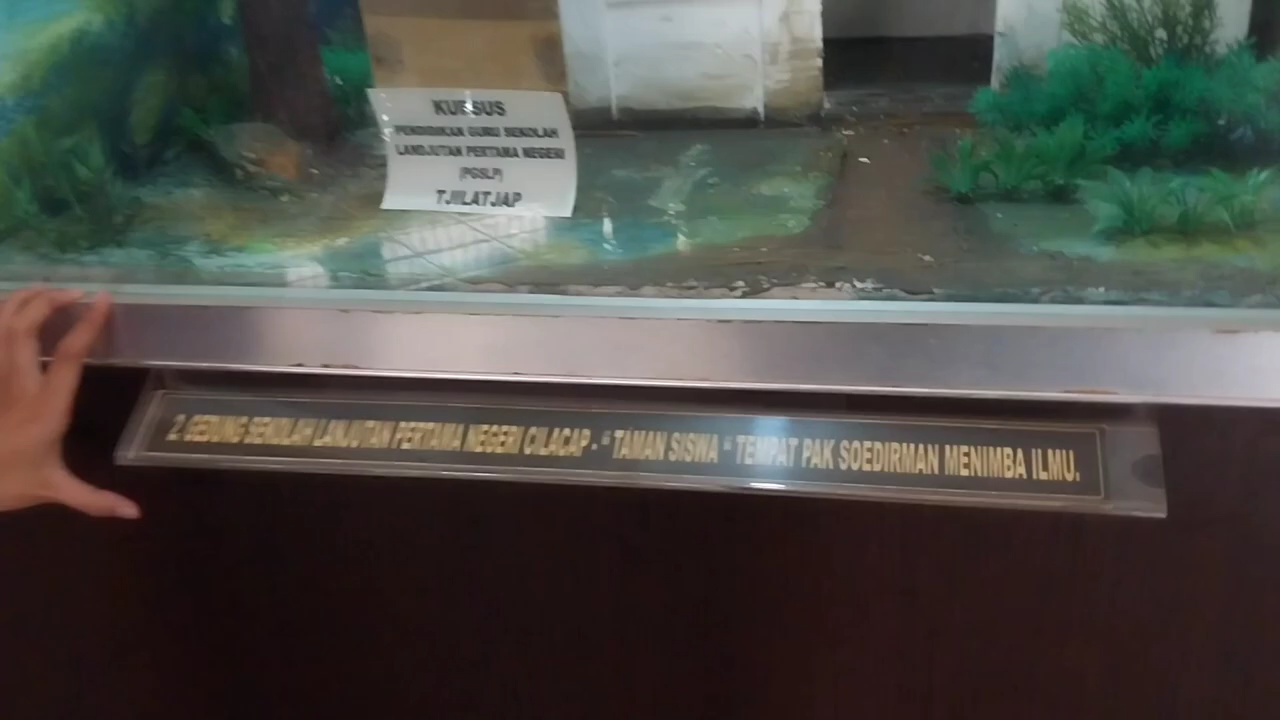 KURSUS
PENDIDIKAN GURU SEKOLAH
LANDJUTAN PERTAMA NEGERI
(PGSLP)
TJILATJAP
2. GEDUNG SEKOLAH LANJUTAN PERTAMA NEGERI CILACAP - “ TAMAN SISWA “ TEMPAT PAK SOEDIRMAN MENIMBA ILMU.